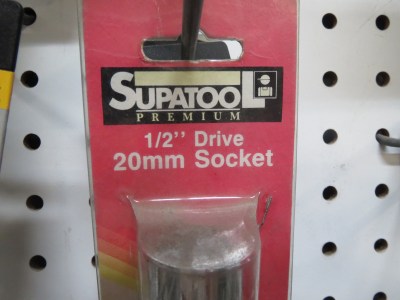 SUPATOOL
PREMIUM
1/2'' Drive
20mm Socket